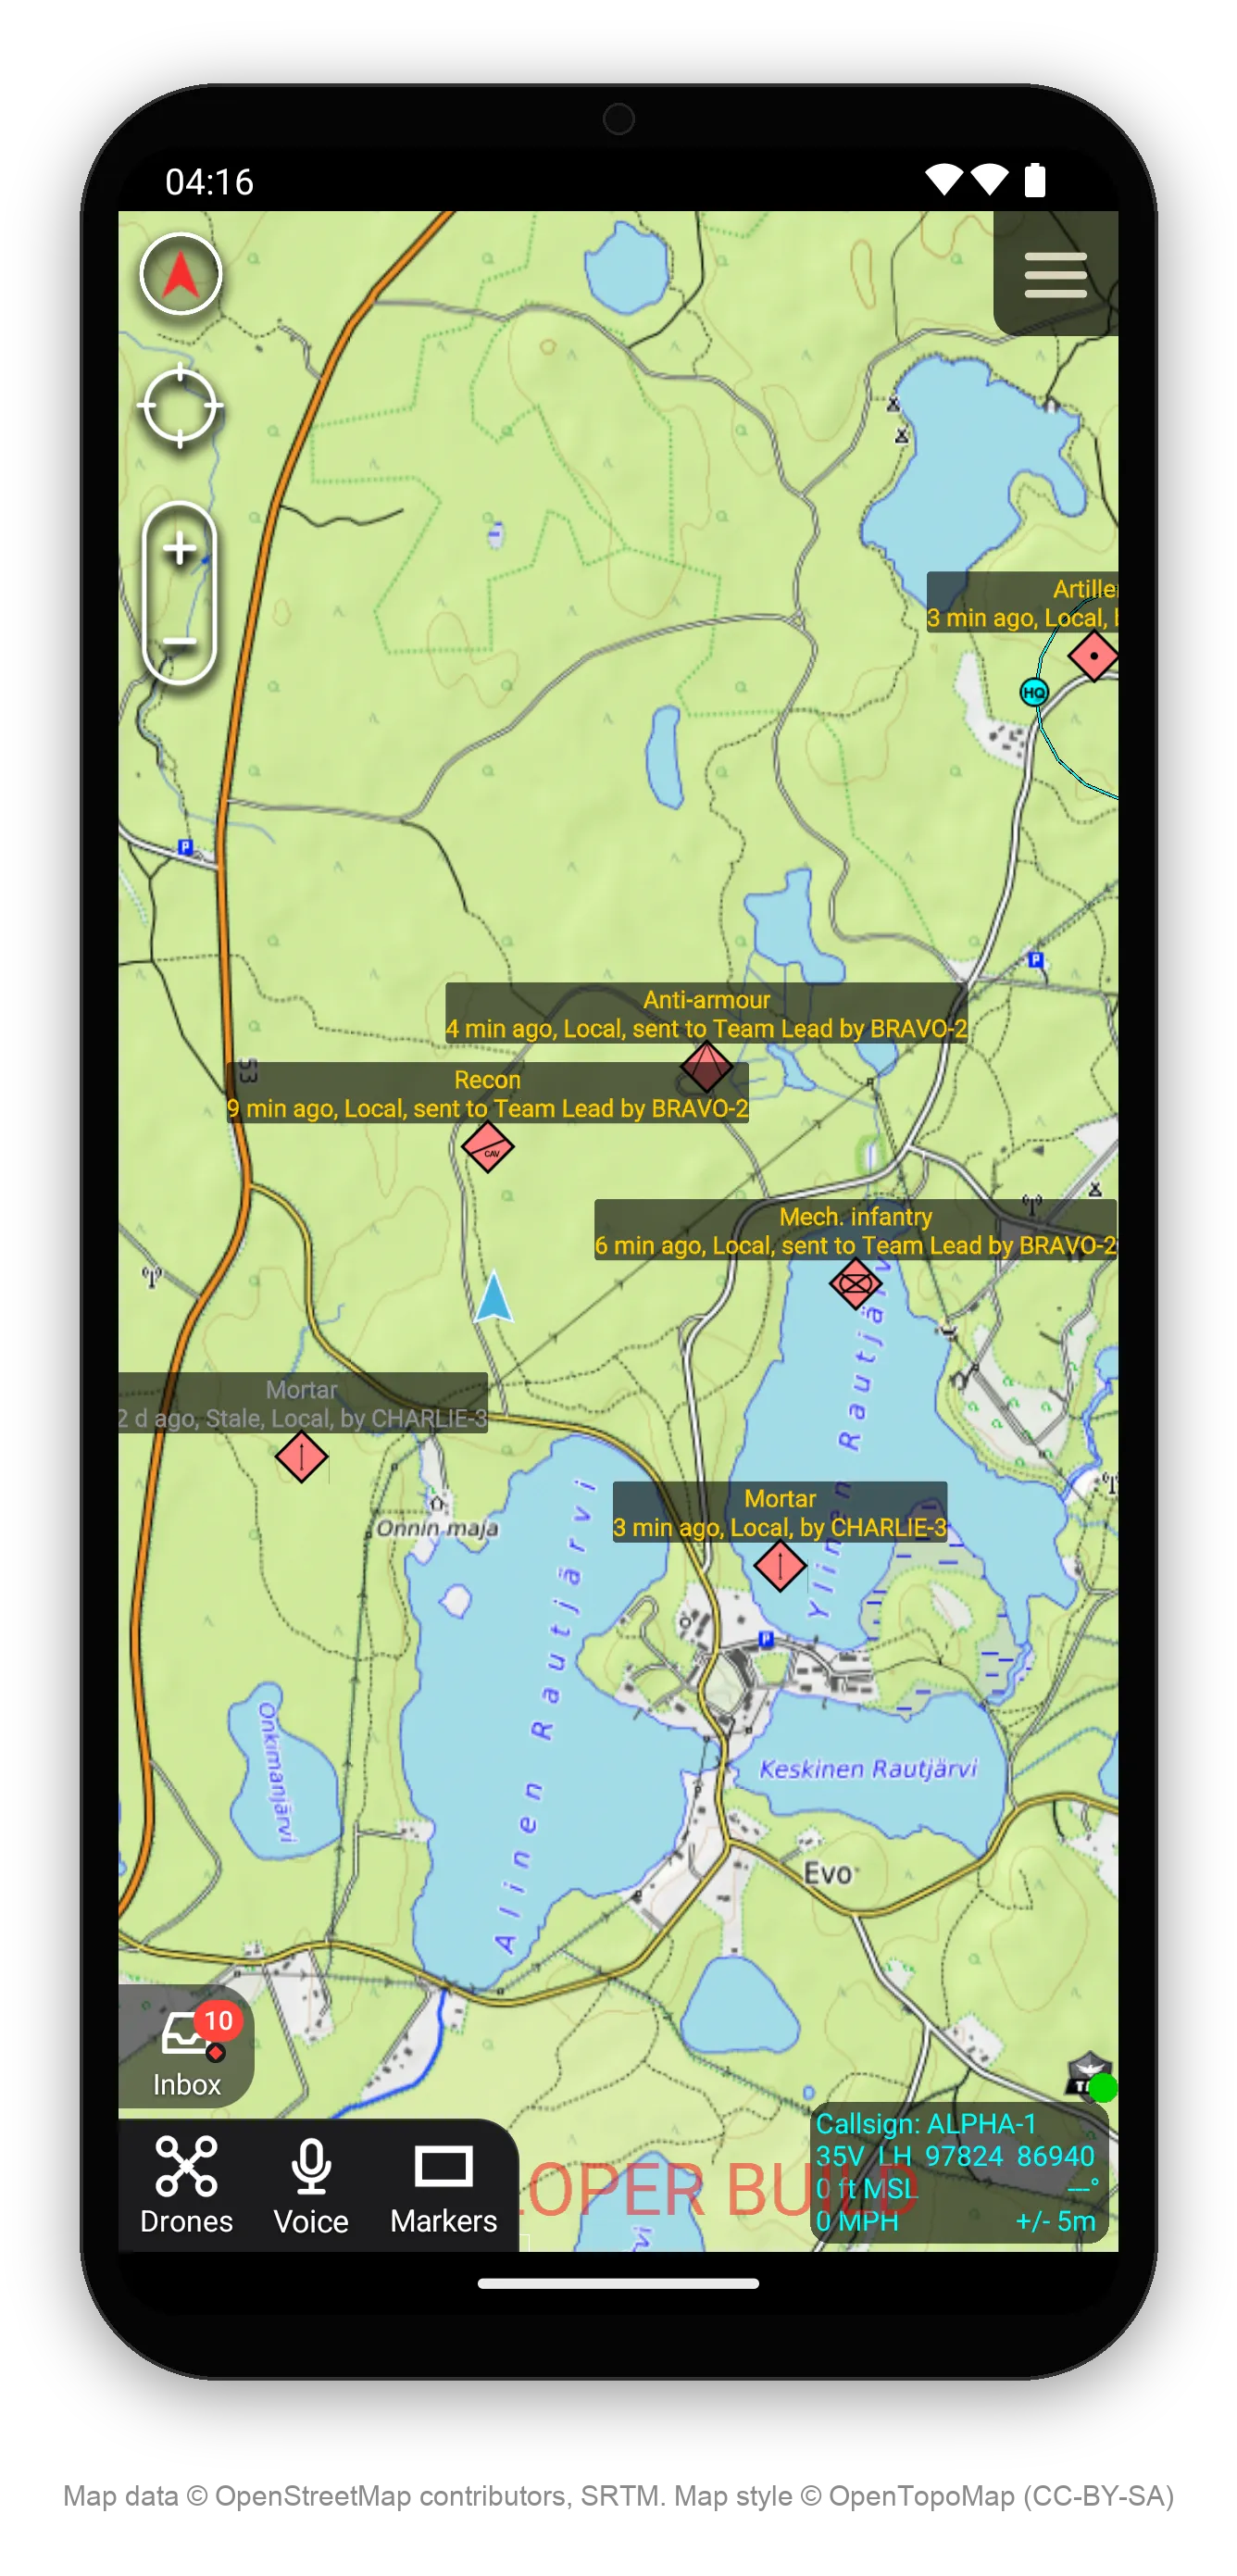 04:16
Artille
3 min ago, Local, b
HQ
P
P
Anti-armour
4 min ago, Local, sent to Team Lead by BRAVO-2
53
Recon
9 min ago, Local, sent to Team Lead by BRAVO-2
CAV
Mech. infantry
6 min ago, Local, sent to Team Lead by BRAVO-2
Mortar
2 d ago, Stale, Local, by CHARLIE-3
Mortar
3 min ago, Local, by CHARLIE-3
Onnin maja
Ylinen Rautjärvi
Alinen Rautjärvi
P
Onkimanjärvi
Keskinen Rautjärvi
Evo
10
Inbox
Callsign: ALPHA-1
35V LH 97824 86940
0 ft MSL ---°
0 MPH +/- 5m
OPER BUILD
Drones
Voice
Markers
Map data © OpenStreetMap contributors, SRTM. Map style © OpenTopoMap (CC-BY-SA)